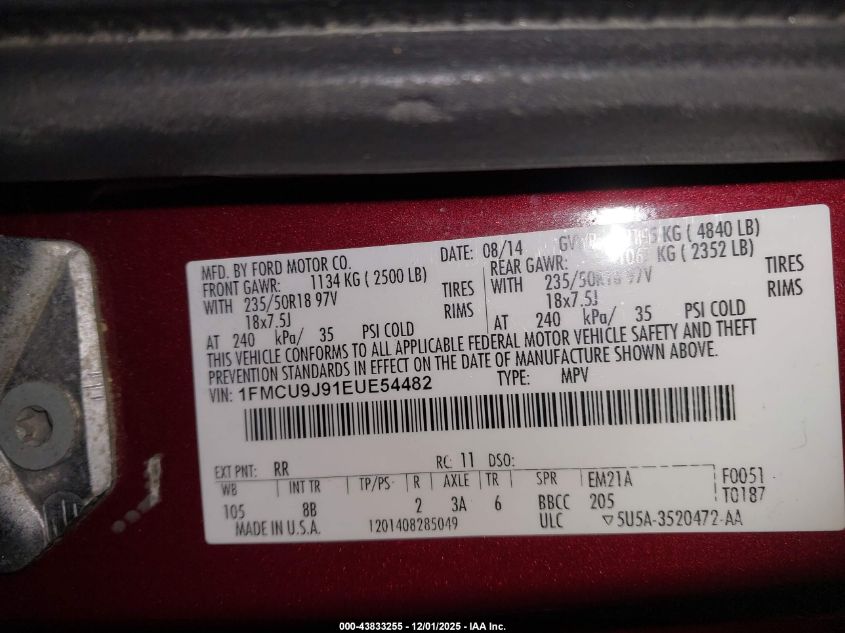 MFD. BY FORD MOTOR CO. DATE: 08/14 KG ( 4840 LB)
FRONT GAWR: 1134 KG ( 2500 LB) REAR GAWR: KG ( 2352 LB)
WITH 235/50R18 97V TIRES WITH 235/50R18 97V TIRES
18x7.5J RIMS 18x7.5J RIMS
AT 240 kPa/ 35 PSI COLD AT 240 kPa/ 35 PSI COLD
THIS VEHICLE CONFORMS TO ALL APPLICABLE FEDERAL MOTOR VEHICLE SAFETY AND THEFT
PREVENTION STANDARDS IN EFFECT ON THE DATE OF MANUFACTURE SHOWN ABOVE.
VIN: 1FMCU9J91EUE54482 TYPE: MPV
EXT PNT: RR RC: 11 DSO:
WB INT TR TP/PS R AXLE TR SPR EM21A F0051
105 8B 2 3A 6 BBCC 205 T0187
MADE IN U.S.A. 1201408285049 ULC ▽5U5A-3520472-AA
000-43833255 - 12/01/2025 - IAA Inc.